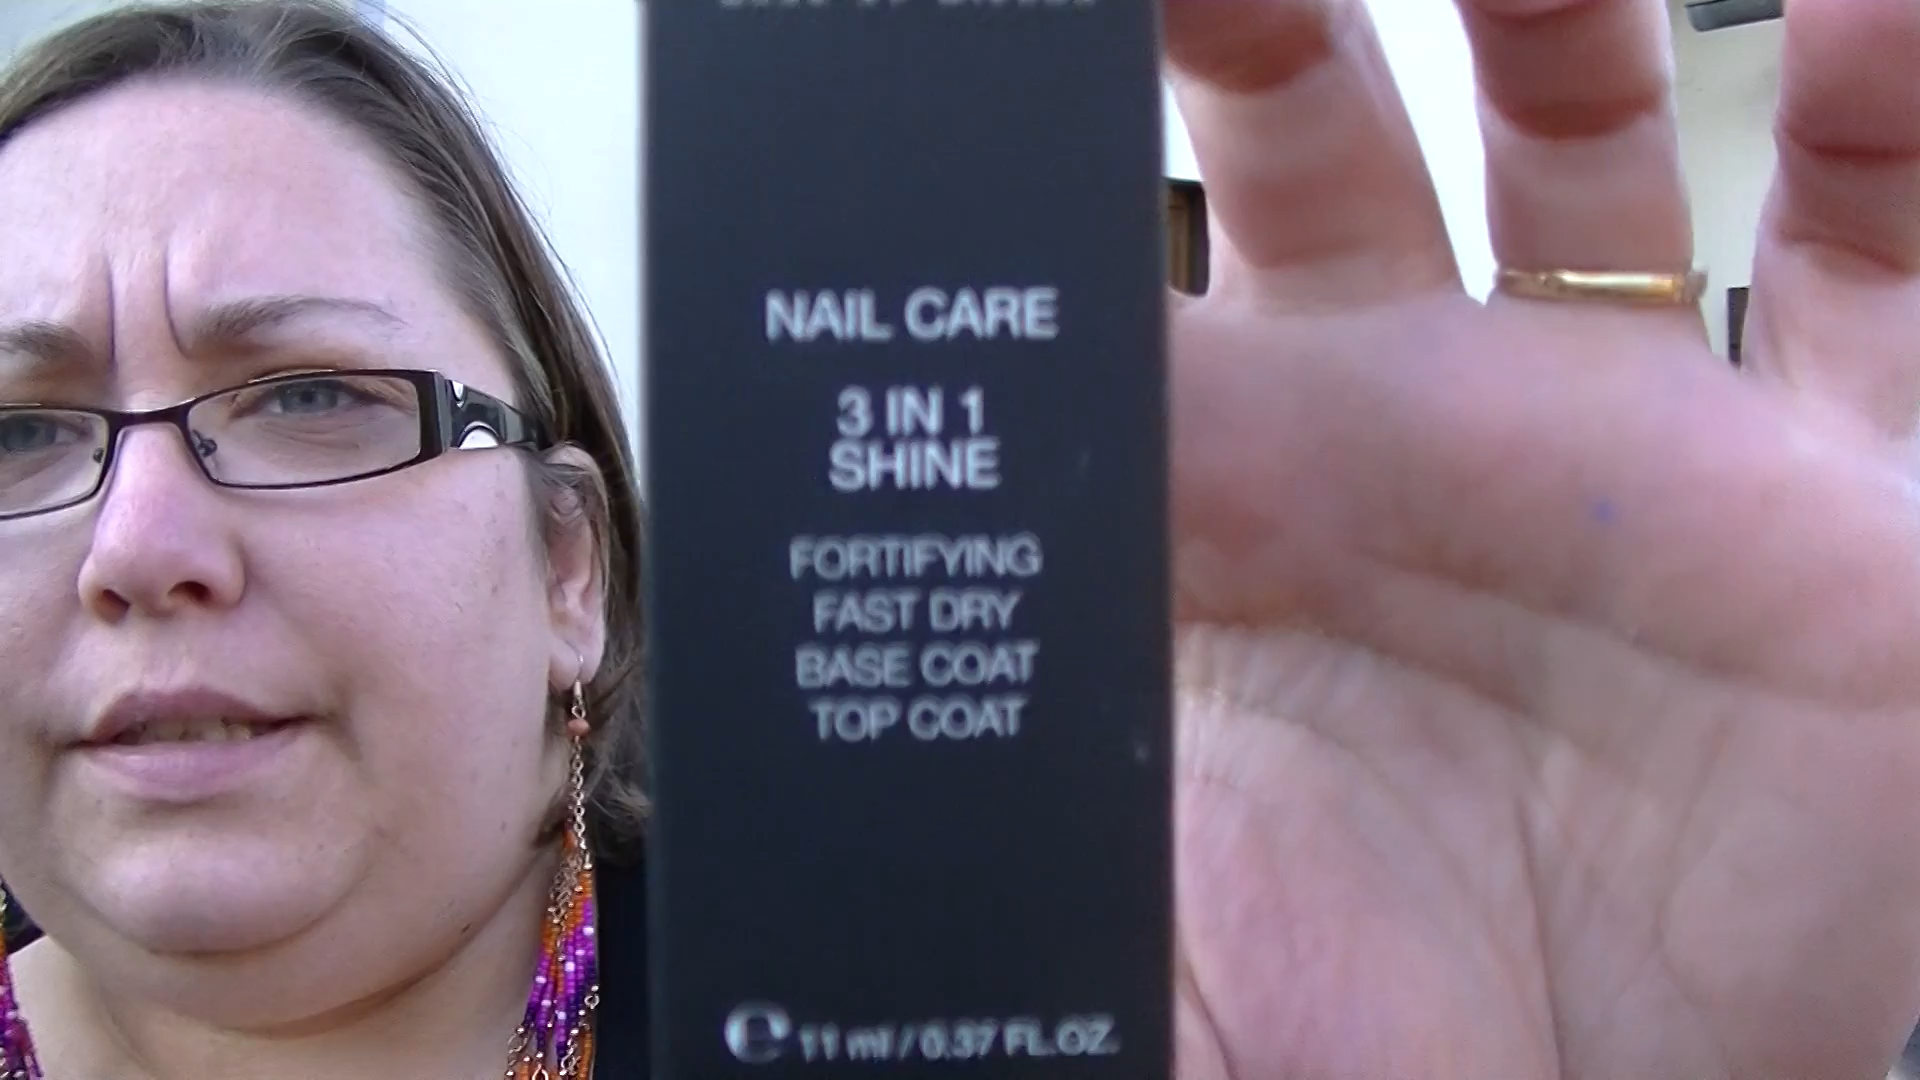 NAIL CARE
3 IN 1
SHINE
FORTIFYING
FAST DRY
BASE COAT
TOP COAT
11 ml / 0.37 FL.OZ.